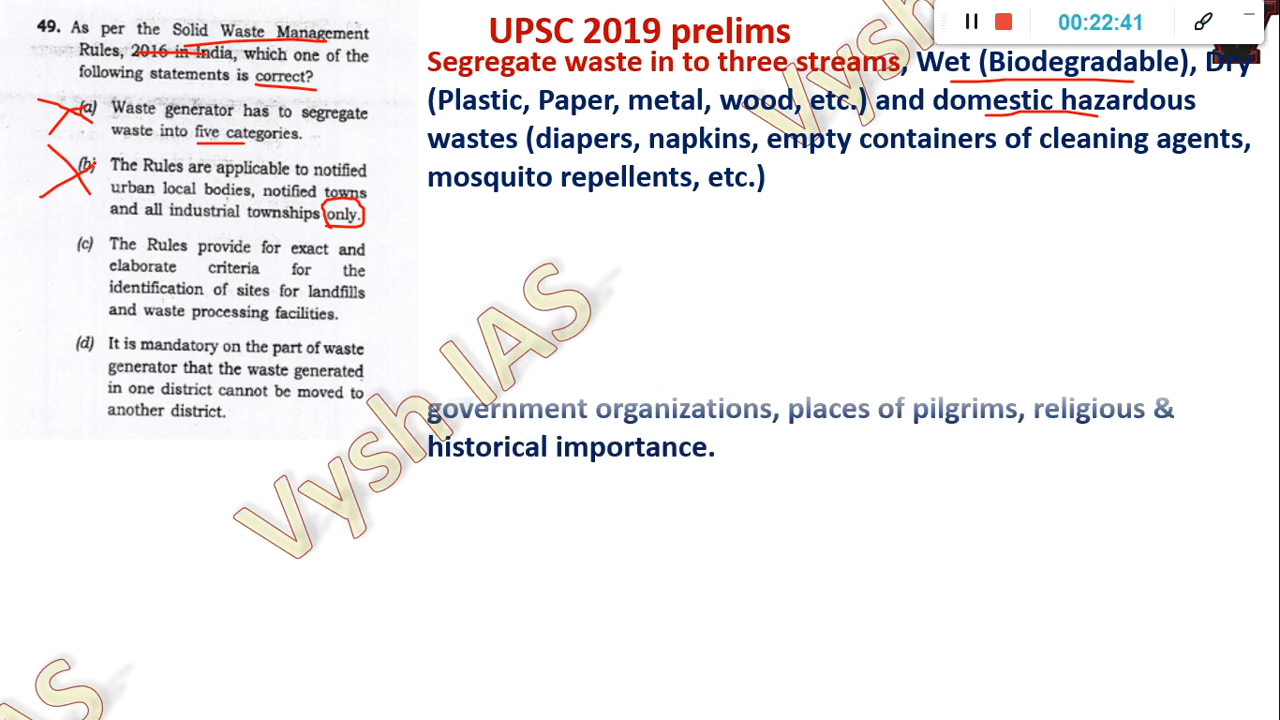 49. As per the Solid Waste Management
Rules, 2016 in India, which one of the
following statements is correct?
(a) Waste generator has to segregate
waste into five categories.
(b) The Rules are applicable to notified
urban local bodies, notified towns
and all industrial townships only.
(c) The Rules provide for exact and
elaborate criteria for the
identification of sites for landfills
and waste processing facilities.
(d) It is mandatory on the part of waste
generator that the waste generated
in one district cannot be moved to
another district.
UPSC 2019 prelims
Segregate waste in to three streams, Wet (Biodegradable), Dry
(Plastic, Paper, metal, wood, etc.) and domestic hazardous
wastes (diapers, napkins, empty containers of cleaning agents,
mosquito repellents, etc.)
government organizations, places of pilgrims, religious &
historical importance.
00:22:41
Vysh
Vysh IAS
AS